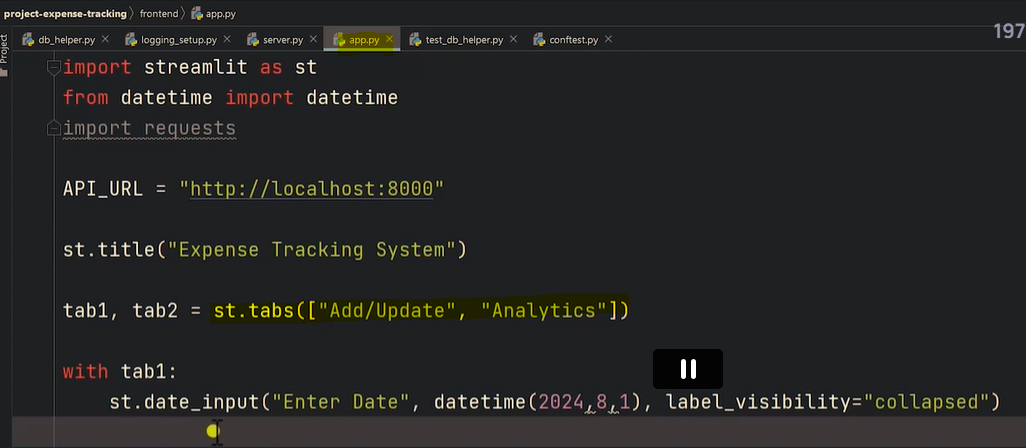 project-expense-tracking 〉 frontend 〉 app.py
Project
db_helper.py × logging_setup.py × server.py × app.py × test_db_helper.py × conftest.py ×
197
import streamlit as st
from datetime import datetime
import requests
API_URL = "http://localhost:8000"
st.title("Expense Tracking System")
tab1, tab2 = st.tabs(["Add/Update", "Analytics"])
with tab1:
    st.date_input("Enter Date", datetime(2024,8,1), label_visibility="collapsed")